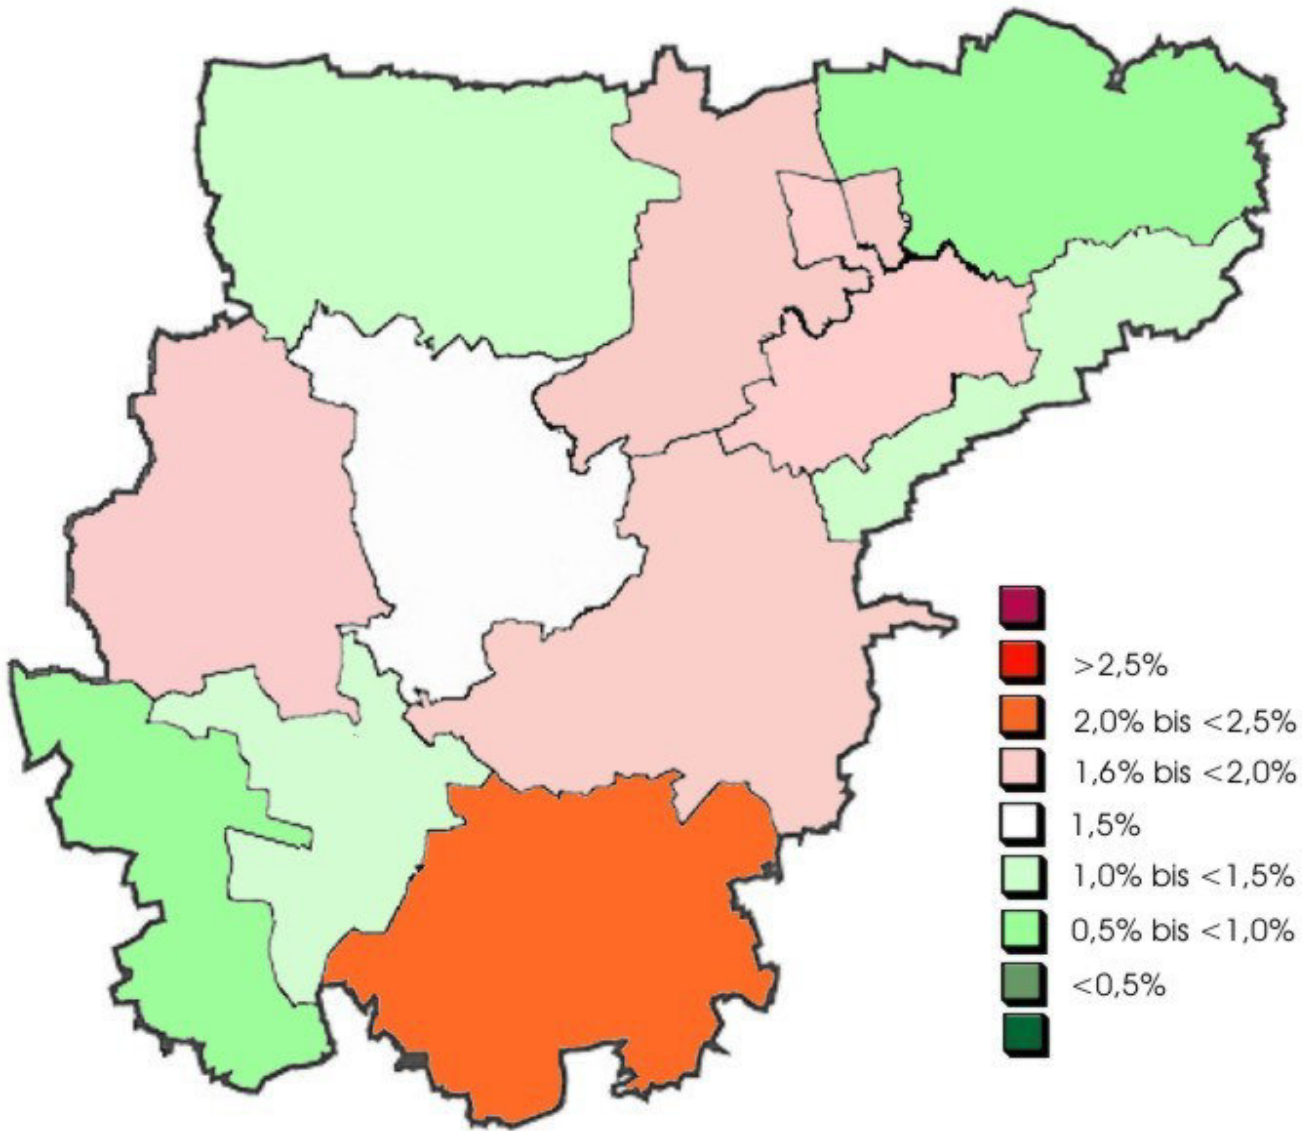 >2,5%
2,0% bis <2,5%
1,6% bis <2,0%
1,5%
1,0% bis <1,5%
0,5% bis <1,0%
<0,5%